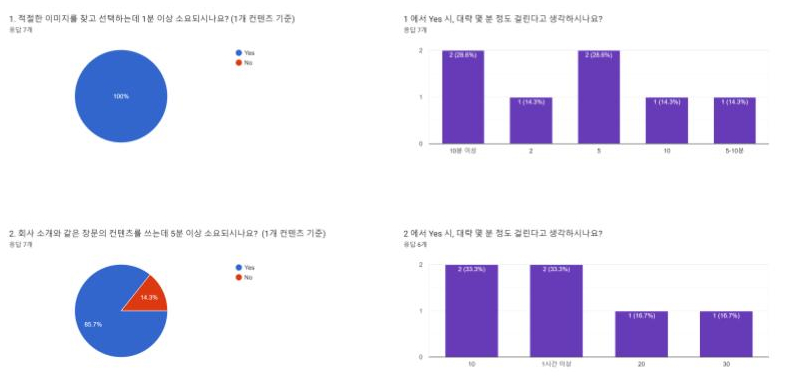 1. 적절한 이미지를 찾고 선택하는데 1분 이상 소요되시나요? (1개 컨텐츠 기준)
응답 7개
Yes
No
100%
1 에서 Yes 시, 대략 몇 분 정도 걸린다고 생각하시나요?
응답 7개
2
1
0
2 (28.6%)
1 (14.3%)
2 (28.6%)
1 (14.3%)
1 (14.3%)
10분 이상
2
5
10
5-10분
2. 회사 소개와 같은 장문의 컨텐츠를 쓰는데 5분 이상 소요되시나요? (1개 컨텐츠 기준)
응답 7개
Yes
No
14.3%
85.7%
2 에서 Yes 시, 대략 몇 분 정도 걸린다고 생각하시나요?
응답 6개
2
1
0
2 (33.3%)
2 (33.3%)
1 (16.7%)
1 (16.7%)
10
1시간 이상
20
30